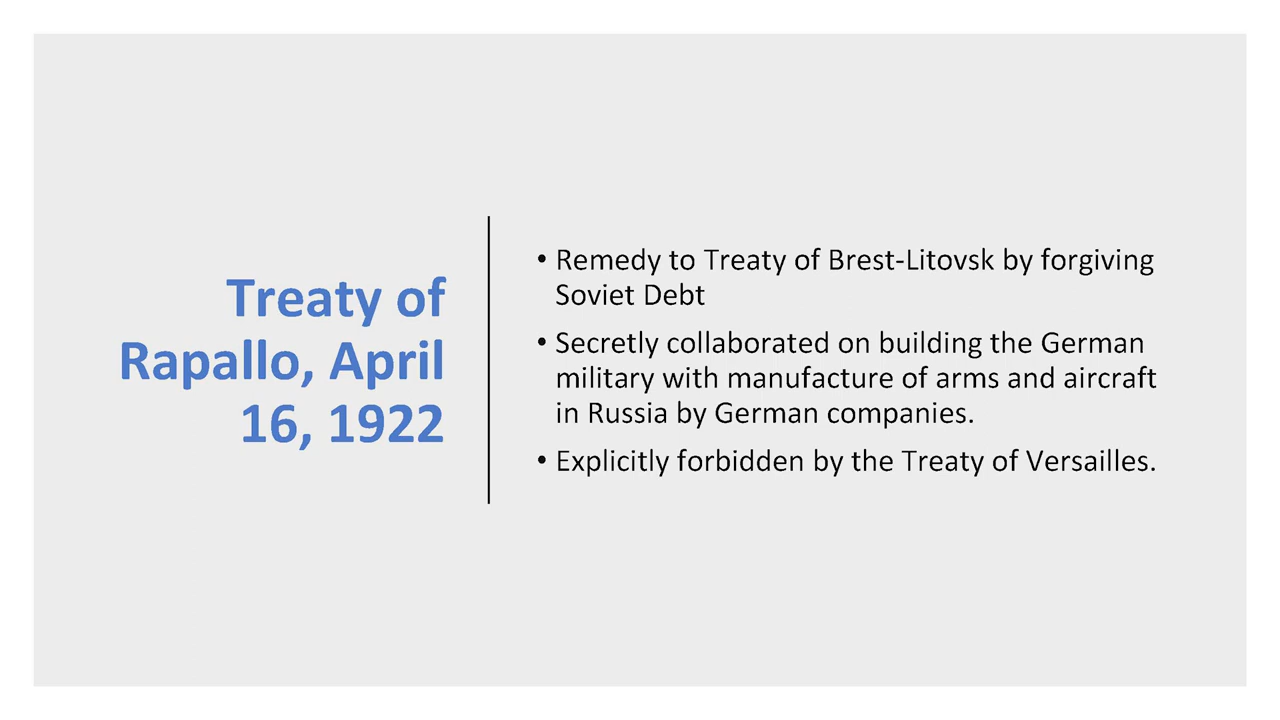 Treaty of
Rapallo, April
16, 1922
• Remedy to Treaty of Brest-Litovsk by forgiving
Soviet Debt
• Secretly collaborated on building the German
military with manufacture of arms and aircraft
in Russia by German companies.
• Explicitly forbidden by the Treaty of Versailles.